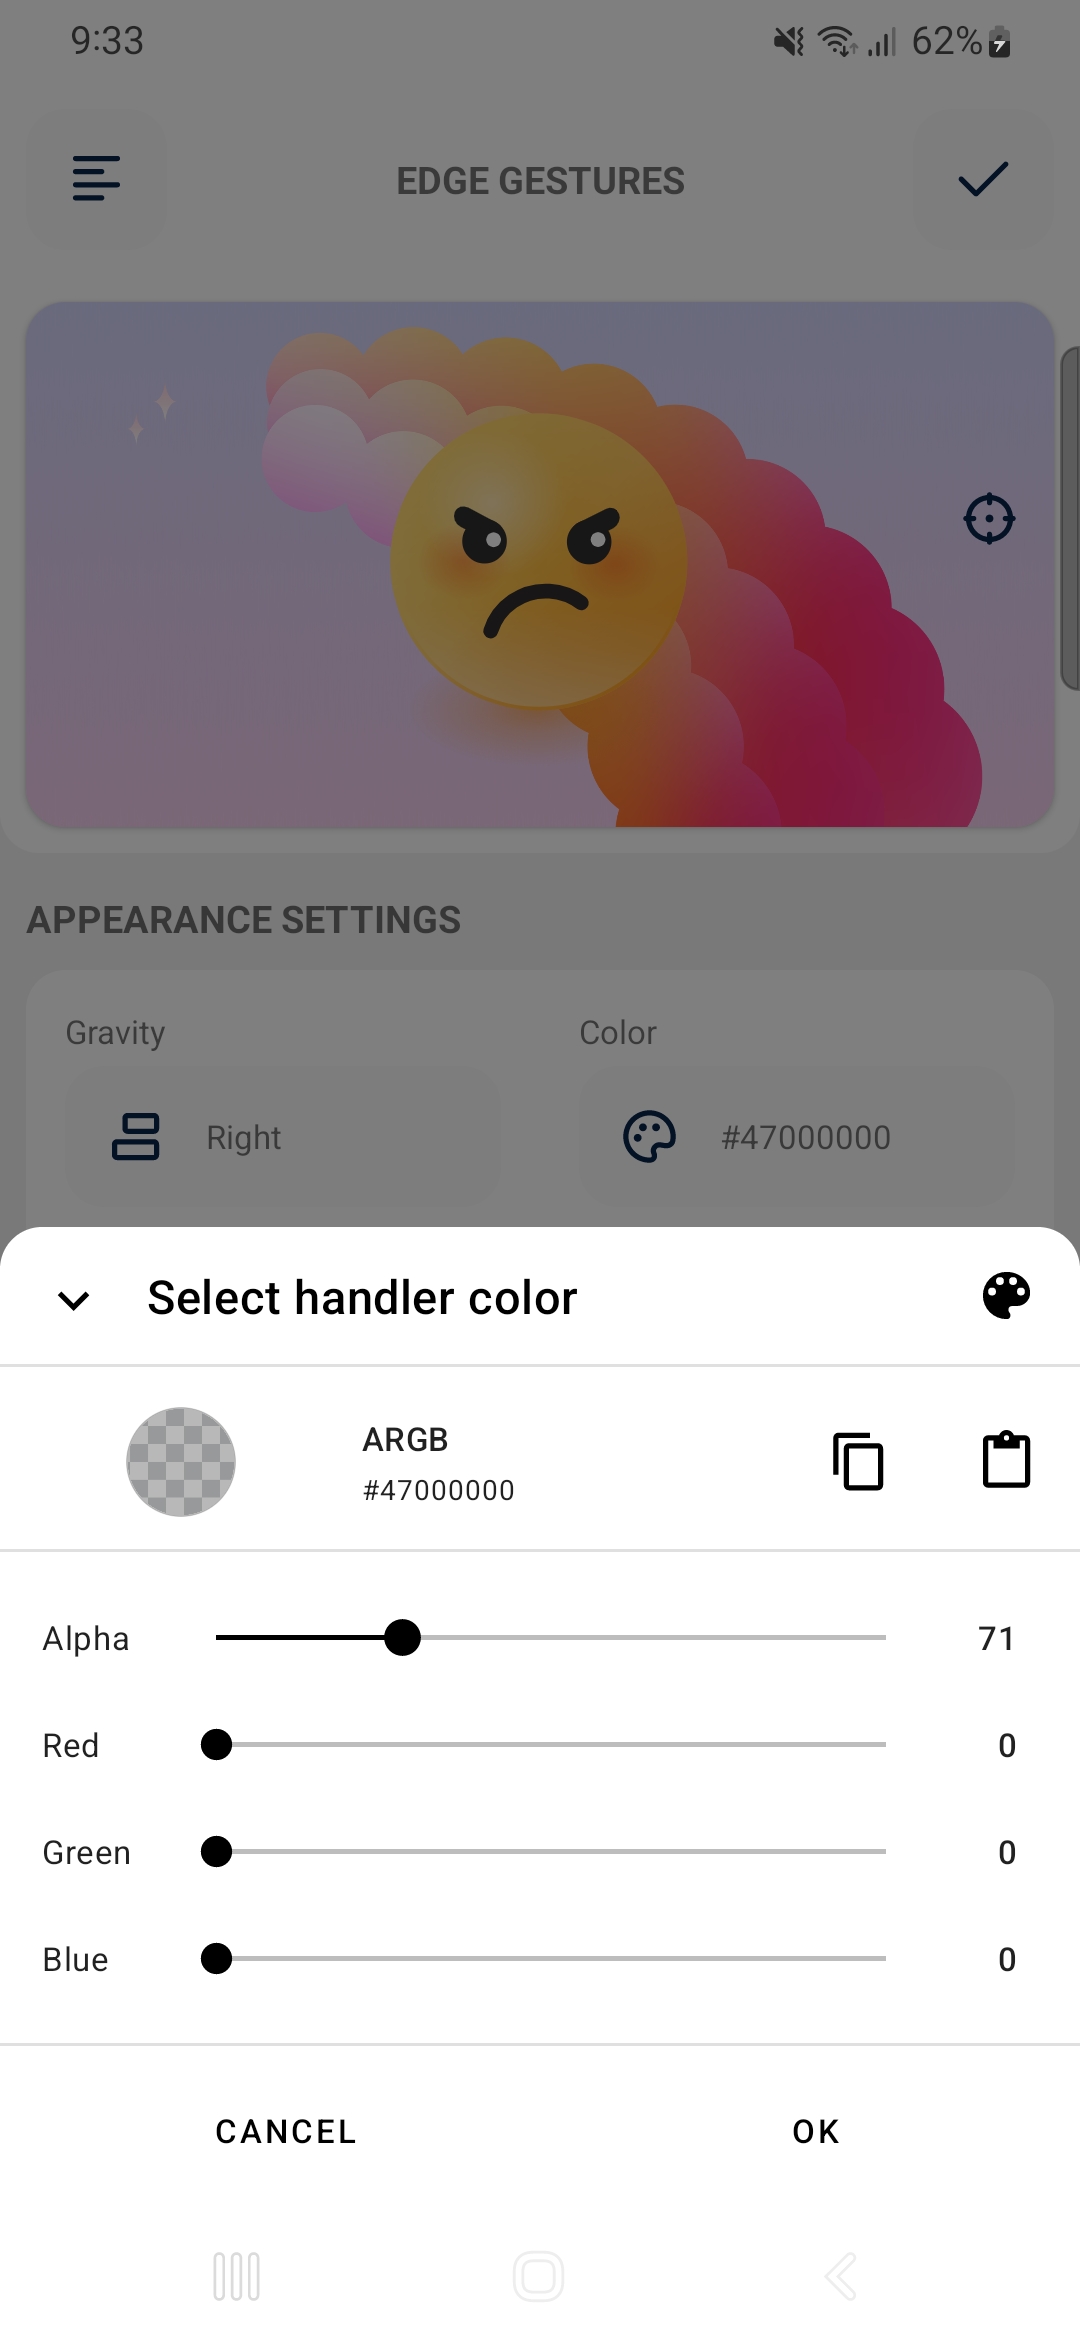 9:33
62%
EDGE GESTURES
APPEARANCE SETTINGS
Gravity
Color
Right
#47000000
Select handler color
ARGB
#47000000
Alpha
71
Red
0
Green
0
Blue
0
CANCEL
OK